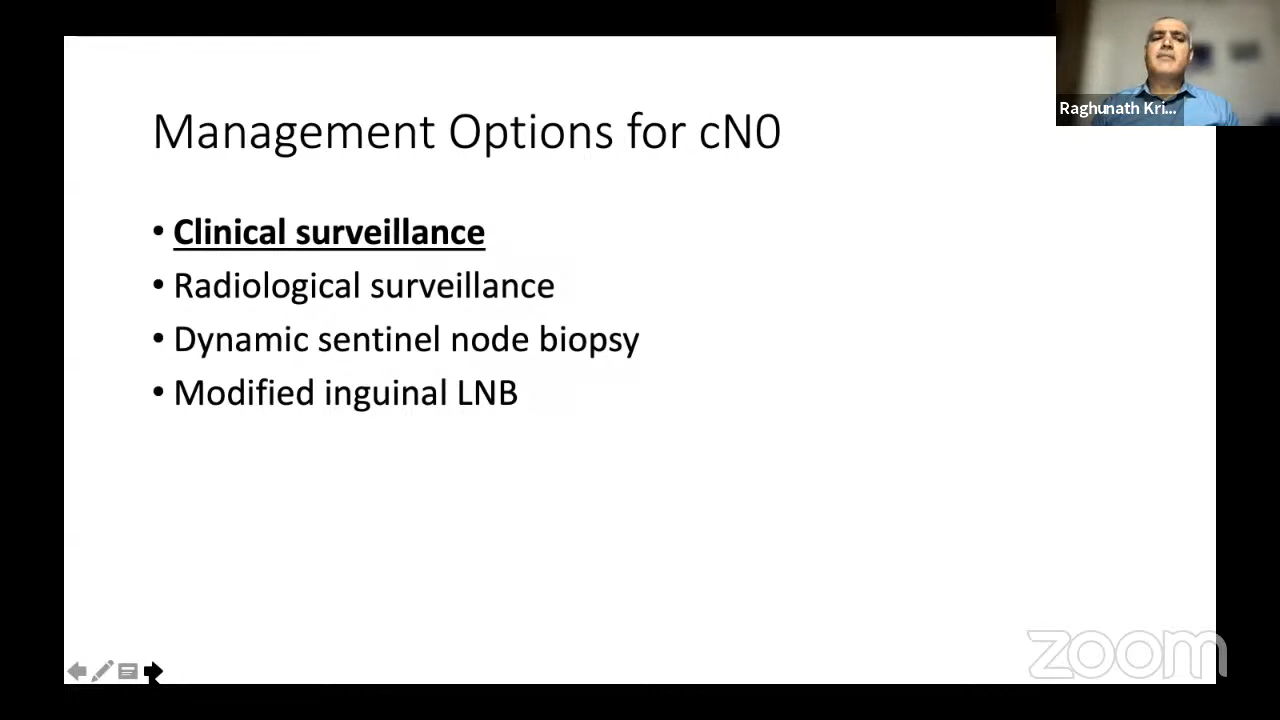 Raghunath Kri...
Management Options for cN0
• Clinical surveillance
• Radiological surveillance
• Dynamic sentinel node biopsy
• Modified inguinal LNB
zoom